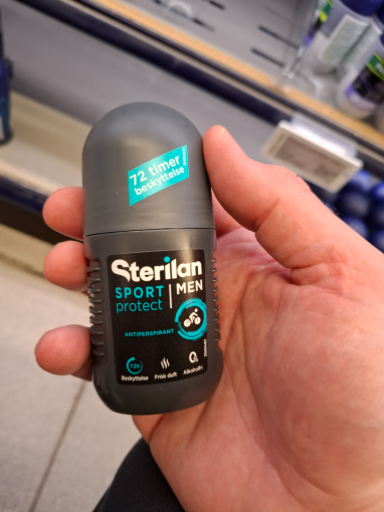 72 timer
beskyttelse
Sterilan
SPORT | MEN
protect
ANTIPERSPIRANT
72h
Beskyttelse Frisk duft Alkoholfri